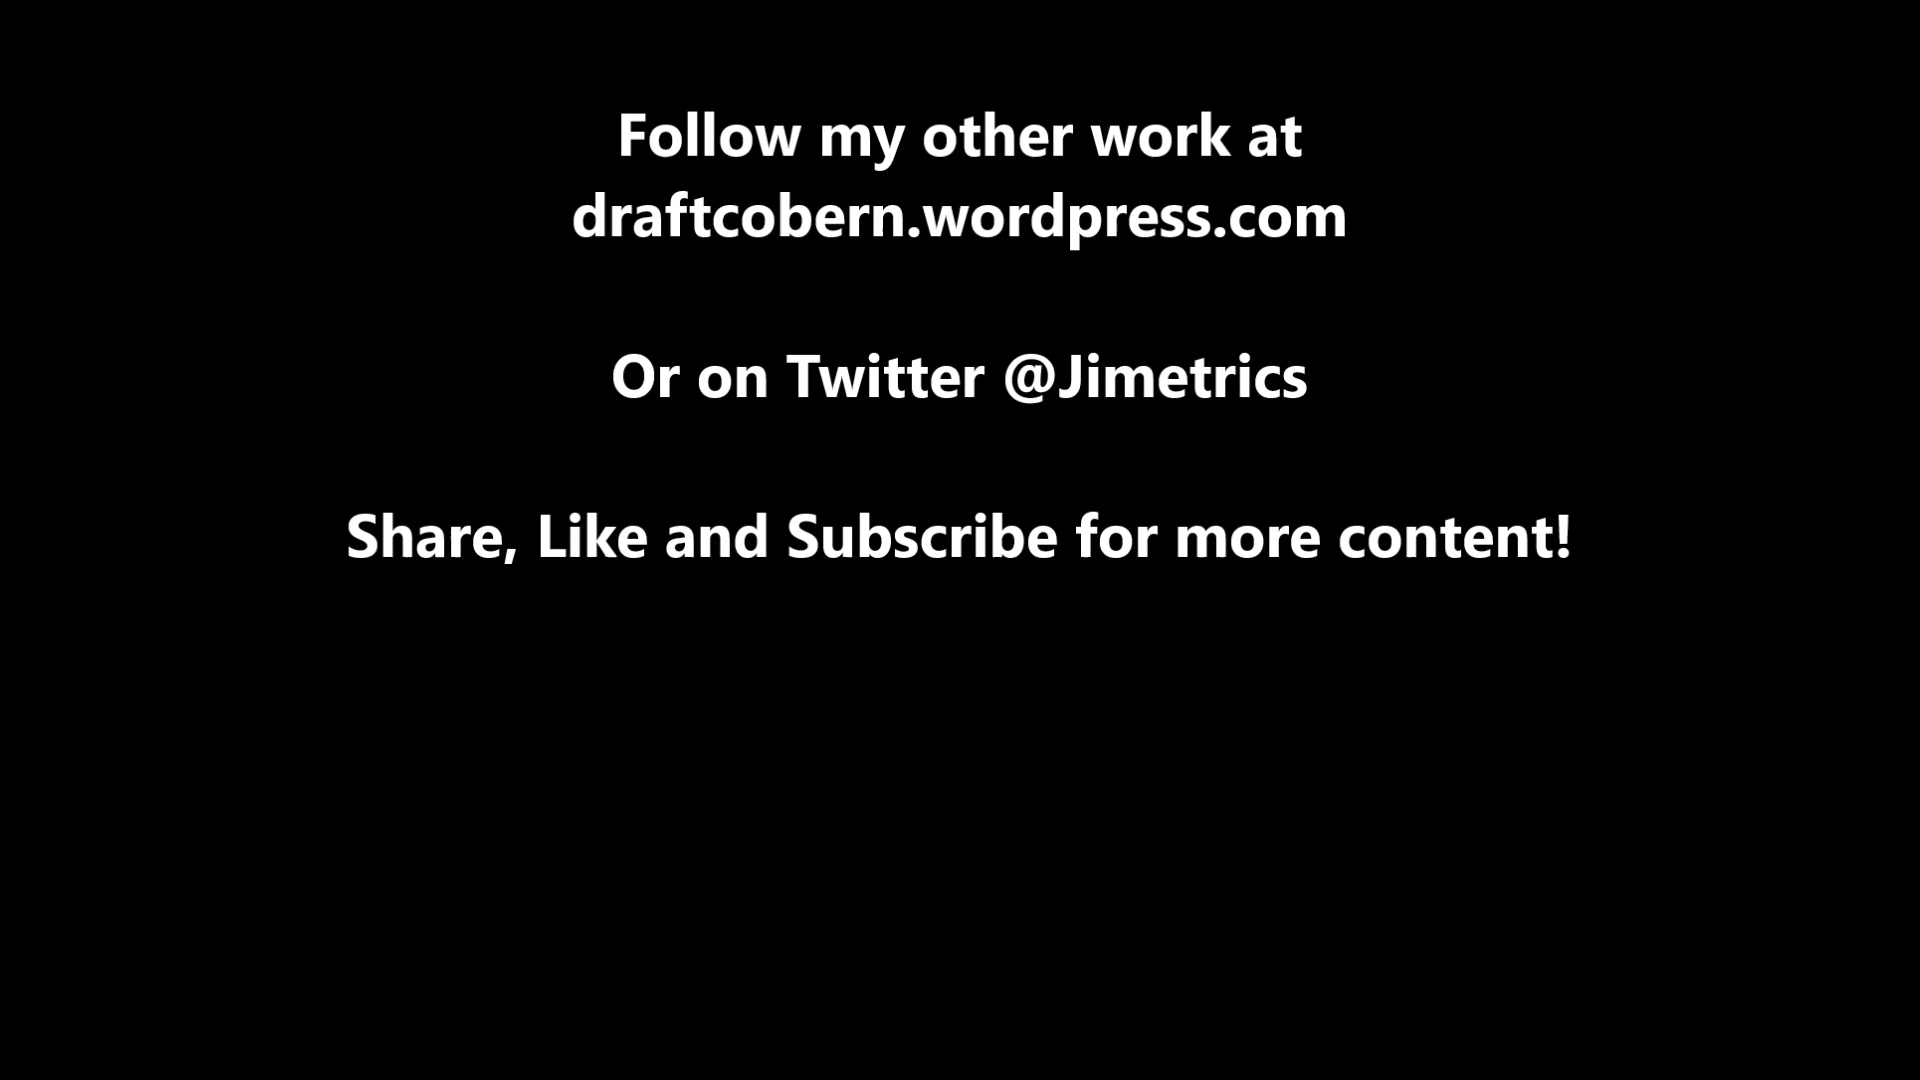 Follow my other work at
draftcobern.wordpress.com
Or on Twitter @Jimetrics
Share, Like and Subscribe for more content!